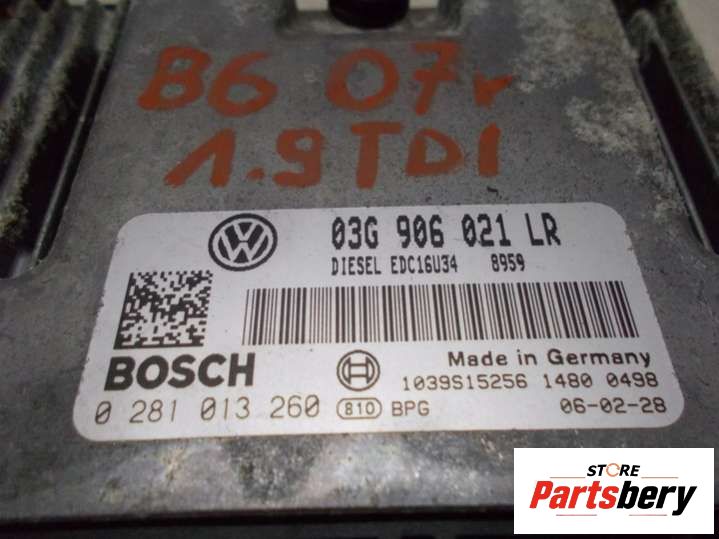 B6 07r
1.9TDI
03G 906 021 LR
DIESEL EDC16U34 8959
BOSCH
Made in Germany
1039S15256 1480 0498
0 281 013 260 810 BPG 06-02-28
STORE
Partsbery